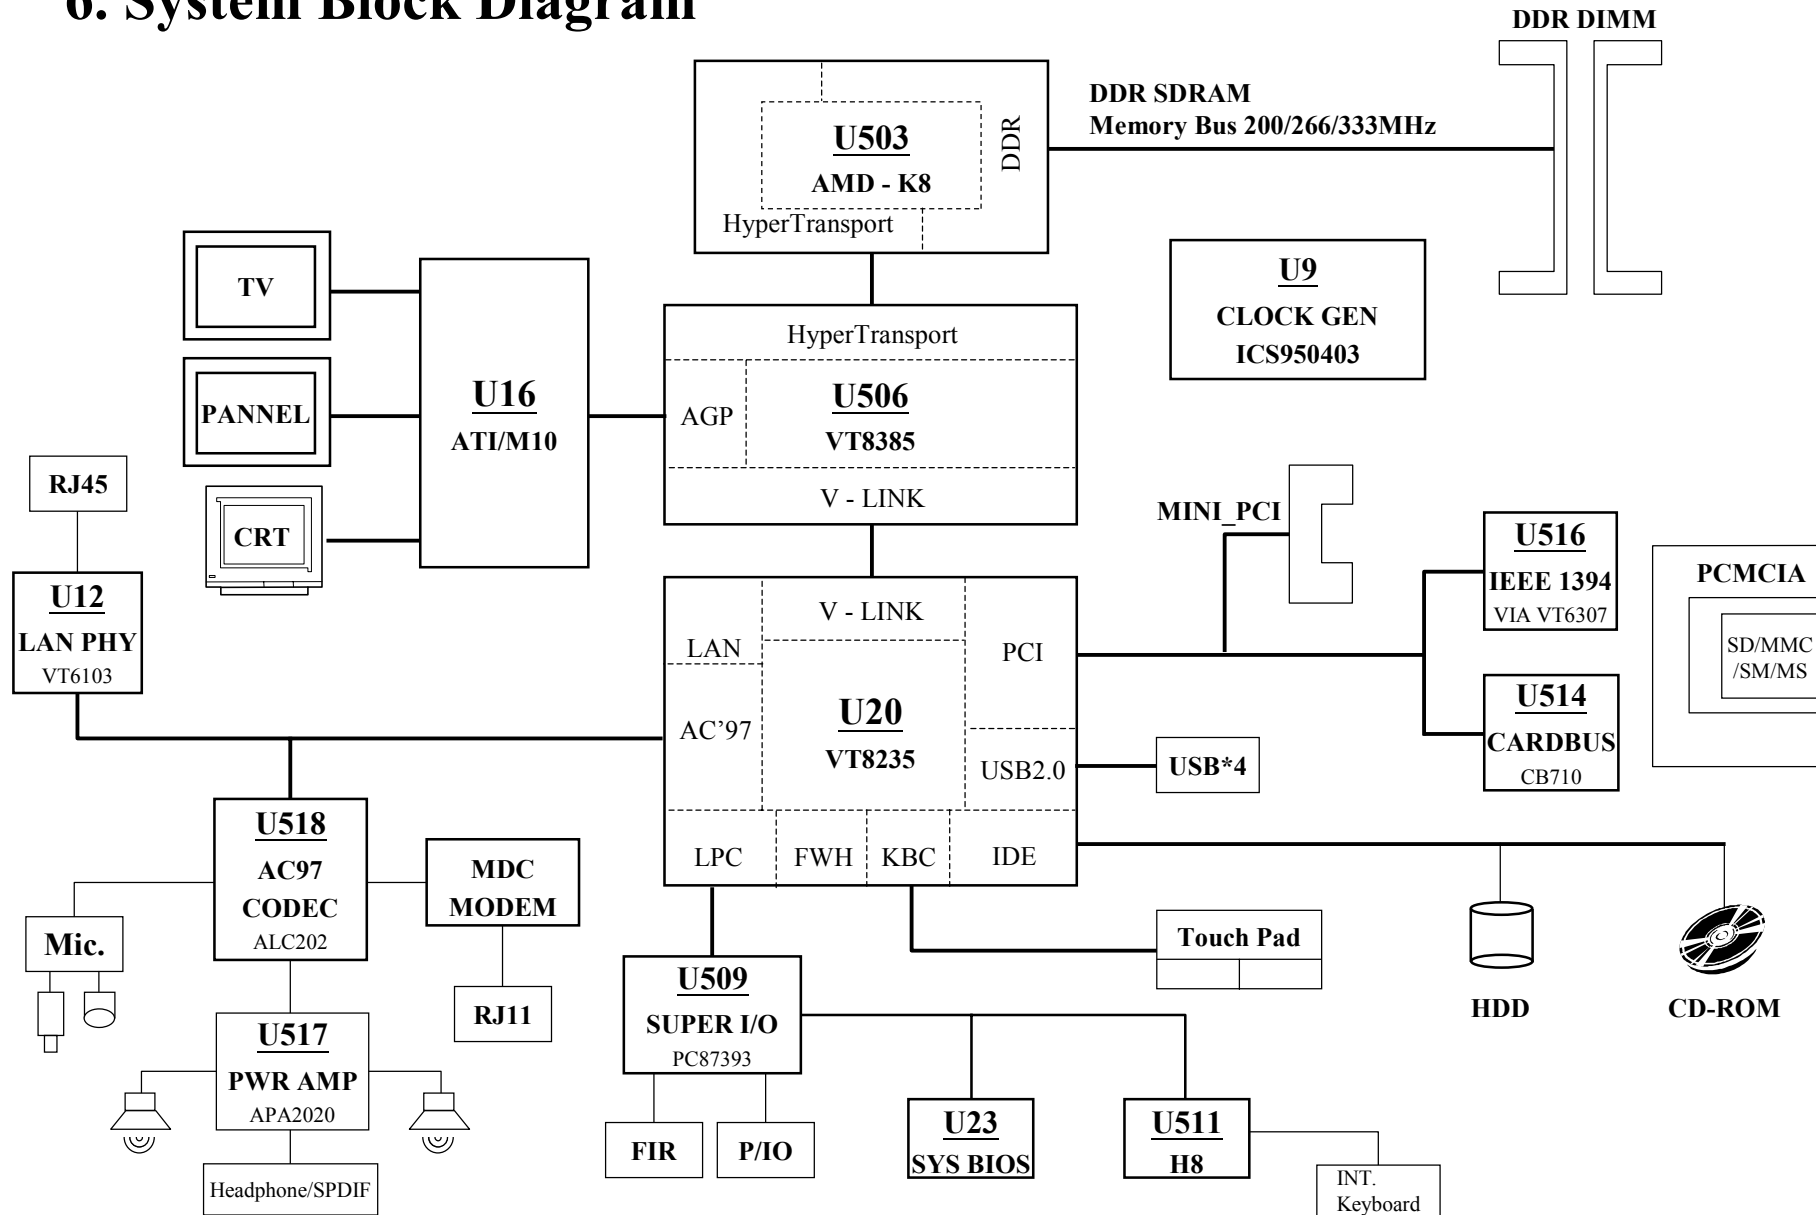 6. System Block Diagram
DDR DIMM
DDR SDRAM
Memory Bus 200/266/333MHz
U503
AMD - K8
DDR
HyperTransport
U9
CLOCK GEN
ICS950403
TV
PANNEL
CRT
U16
ATI/M10
HyperTransport
AGP
U506
VT8385
V - LINK
RJ45
U12
LAN PHY
VT6103
MINI_PCI
U516
IEEE 1394
VIA VT6307
PCMCIA
SD/MMC
/SM/MS
U514
CARDBUS
CB710
V - LINK
LAN
PCI
AC’97
U20
VT8235
USB2.0
USB*4
LPC
FWH
KBC
IDE
U518
AC97
CODEC
ALC202
MDC
MODEM
Mic.
RJ11
Touch Pad
HDD
CD-ROM
U509
SUPER I/O
PC87393
U517
PWR AMP
APA2020
Headphone/SPDIF
FIR
P/IO
U23
SYS BIOS
U511
H8
INT.
Keyboard